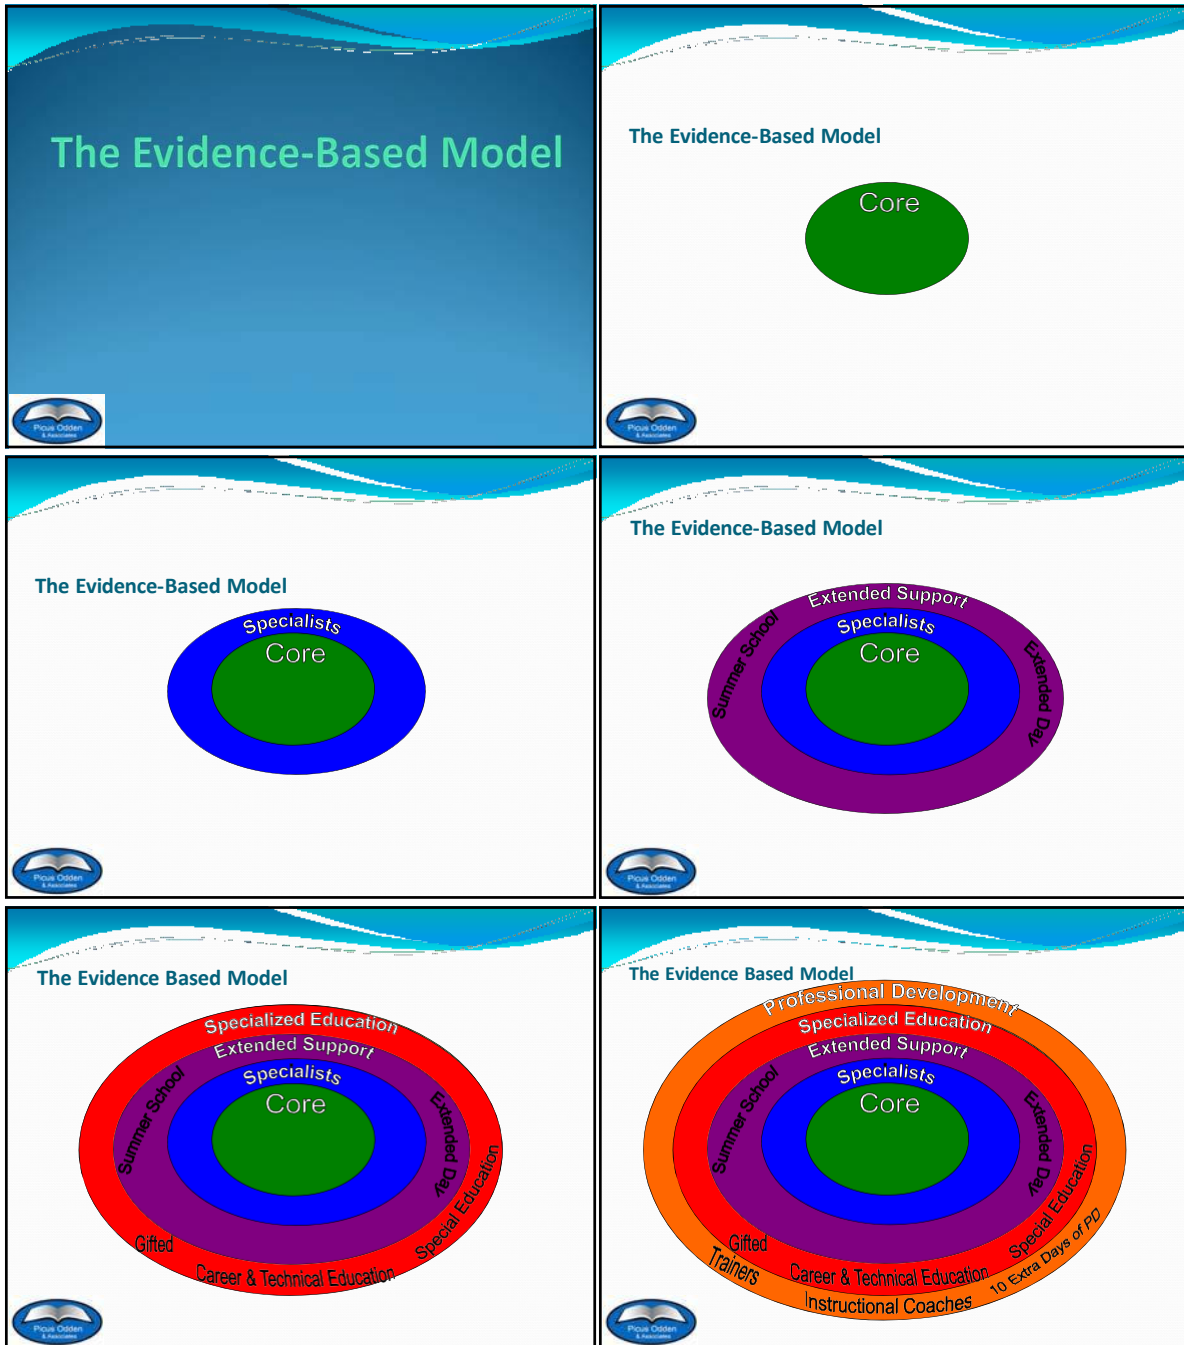 The Evidence-Based Model
Picus Odden
& Associates
The Evidence-Based Model
Core
Picus Odden
& Associates
The Evidence-Based Model
Specialists
Core
Picus Odden
& Associates
The Evidence-Based Model
Extended Support
Specialists
Core
Summer School
Extended Day
Picus Odden
& Associates
The Evidence Based Model
Specialized Education
Extended Support
Specialists
Core
Summer School
Extended Day
Special Education
Gifted
Career & Technical Education
Picus Odden
& Associates
The Evidence Based Model
Professional Development
Specialized Education
Extended Support
Specialists
Core
Summer School
Extended Day
Special Education
Gifted
Career & Technical Education
Trainers
Instructional Coaches
10 Extra Days of PD
Picus Odden
& Associates